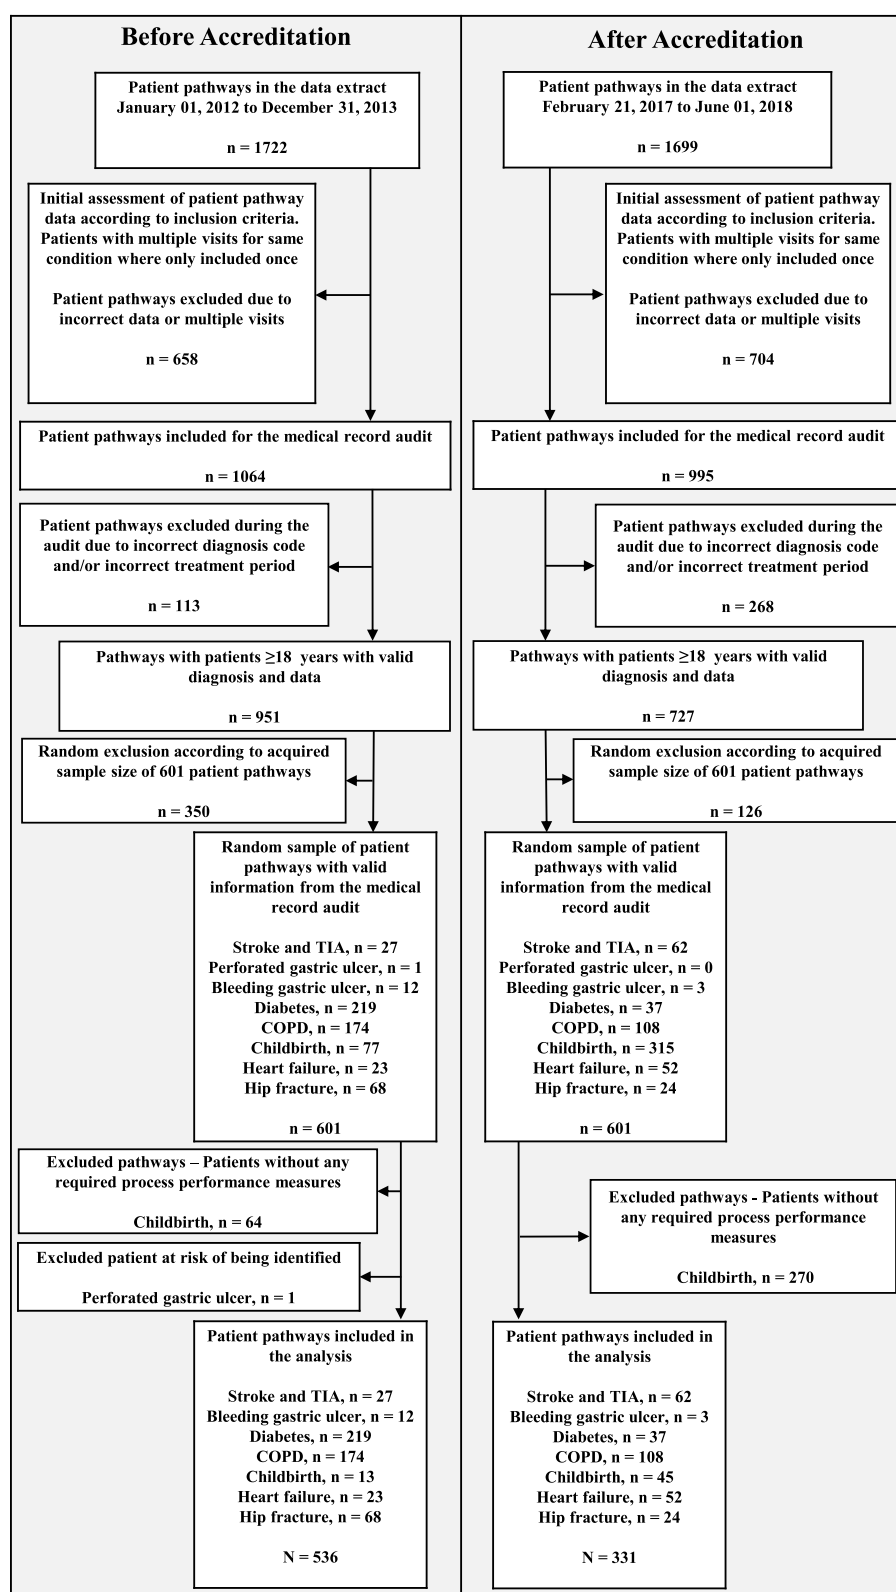 Before Accreditation
Patient pathways in the data extract
January 01, 2012 to December 31, 2013
n = 1722
Initial assessment of patient pathway
data according to inclusion criteria.
Patients with multiple visits for same
condition where only included once
Patient pathways excluded due to
incorrect data or multiple visits
n = 658
Patient pathways included for the medical record audit
n = 1064
Patient pathways excluded during the
audit due to incorrect diagnosis code
and/or incorrect treatment period
n = 113
Pathways with patients ≥18 years with valid
diagnosis and data
n = 951
Random exclusion according to acquired
sample size of 601 patient pathways
n = 350
Random sample of patient
pathways with valid
information from the medical
record audit
Stroke and TIA, n = 27
Perforated gastric ulcer, n = 1
Bleeding gastric ulcer, n = 12
Diabetes, n = 219
COPD, n = 174
Childbirth, n = 77
Heart failure, n = 23
Hip fracture, n = 68
n = 601
Excluded pathways – Patients without any
required process performance measures
Childbirth, n = 64
Excluded patient at risk of being identified
Perforated gastric ulcer, n = 1
Patient pathways included in
the analysis
Stroke and TIA, n = 27
Bleeding gastric ulcer, n = 12
Diabetes, n = 219
COPD, n = 174
Childbirth, n = 13
Heart failure, n = 23
Hip fracture, n = 68
N = 536
After Accreditation
Patient pathways in the data extract
February 21, 2017 to June 01, 2018
n = 1699
Initial assessment of patient pathway
data according to inclusion criteria.
Patients with multiple visits for same
condition where only included once
Patient pathways excluded due to
incorrect data or multiple visits
n = 704
Patient pathways included for the medical record audit
n = 995
Patient pathways excluded during the
audit due to incorrect diagnosis code
and/or incorrect treatment period
n = 268
Pathways with patients ≥18 years with valid
diagnosis and data
n = 727
Random exclusion according to acquired
sample size of 601 patient pathways
n = 126
Random sample of patient
pathways with valid
information from the medical
record audit
Stroke and TIA, n = 62
Perforated gastric ulcer, n = 0
Bleeding gastric ulcer, n = 3
Diabetes, n = 37
COPD, n = 108
Childbirth, n = 315
Heart failure, n = 52
Hip fracture, n = 24
n = 601
Excluded pathways - Patients without
any required process performance
measures
Childbirth, n = 270
Patient pathways included in
the analysis
Stroke and TIA, n = 62
Bleeding gastric ulcer, n = 3
Diabetes, n = 37
COPD, n = 108
Childbirth, n = 45
Heart failure, n = 52
Hip fracture, n = 24
N = 331